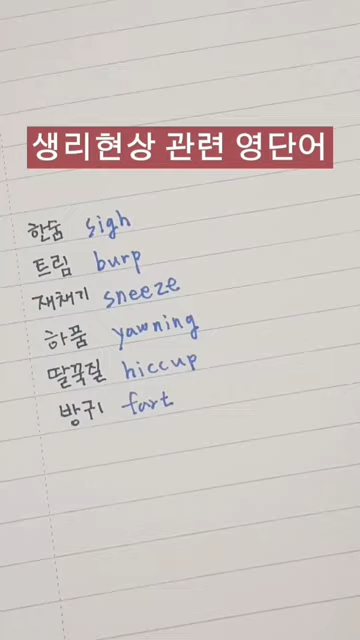 생리현상 관련 영단어
한숨 sigh
트림 burp
재채기 sneeze
하품 yawning
딸꾹질 hiccup
방귀 fart